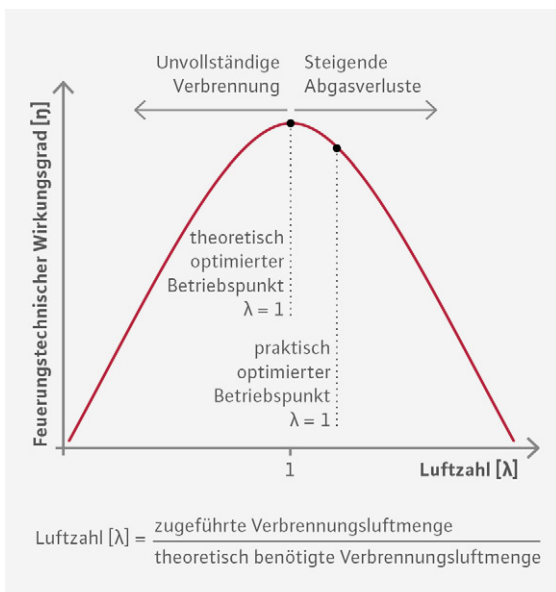 Unvollständige
Verbrennung
Steigende
Abgasverluste
Feuerungstechnischer Wirkungsgrad [η]
theoretisch
optimierter
Betriebspunkt
λ = 1
praktisch
optimierter
Betriebspunkt
λ = 1
1
Luftzahl [λ]
Luftzahl [λ] = zugeführte Verbrennungsluftmenge
theoretisch benötigte Verbrennungsluftmenge